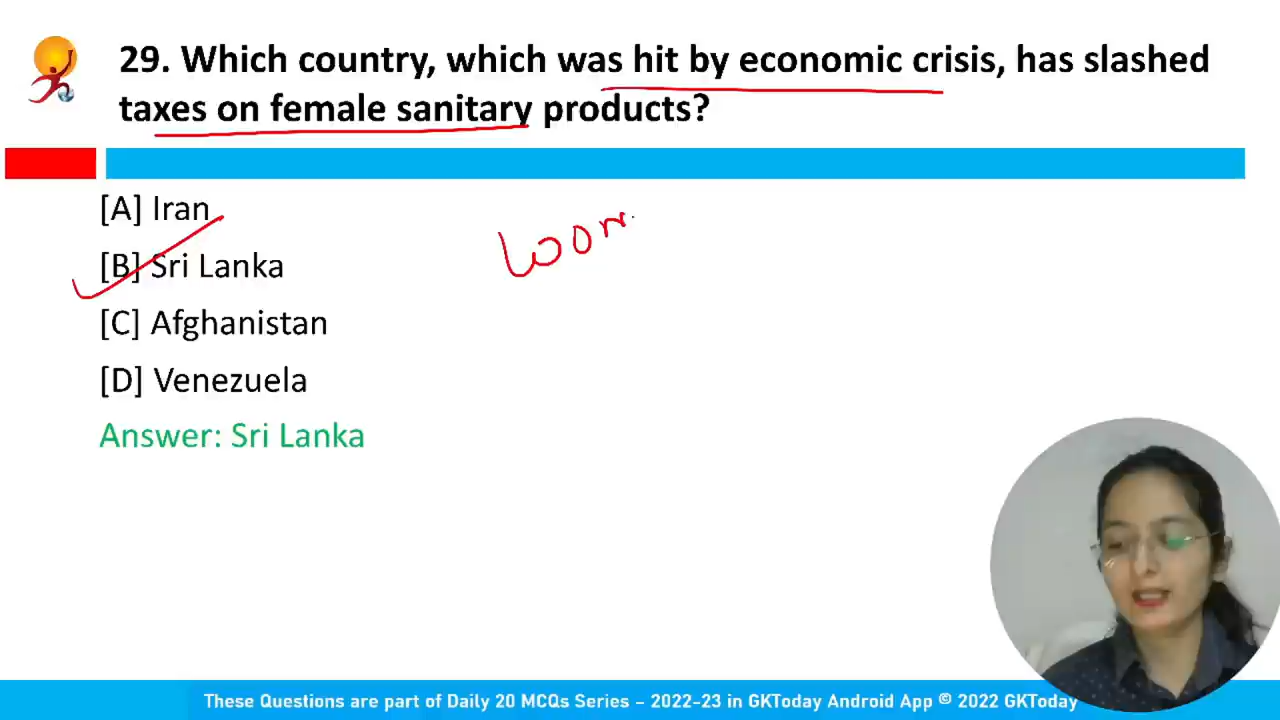 29. Which country, which was hit by economic crisis, has slashed
taxes on female sanitary products?
[A] Iran
[B] Sri Lanka
[C] Afghanistan
[D] Venezuela
Answer: Sri Lanka
These Questions are part of Daily 20 MCQs Series – 2022-23 in GKToday Android App © 2022 GKToday